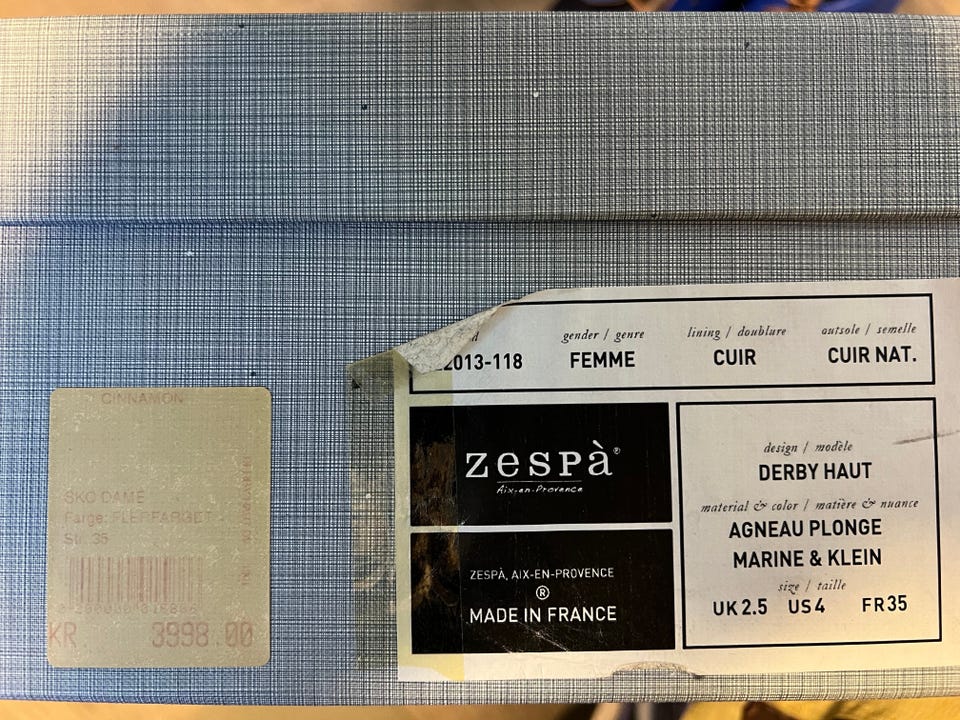 CINNAMON
SKO DAME
Farge: FLERFARGET
Str. 35
KR 3998.00
2013-118
gender / genre
FEMME
lining / doublure
CUIR
outsole / semelle
CUIR NAT.
zespà®
Aix-en-Provence
ZESPÀ, AIX-EN-PROVENCE
®
MADE IN FRANCE
design / modèle
DERBY HAUT
material & color / matière & nuance
AGNEAU PLONGE
MARINE & KLEIN
size / taille
UK 2.5 US 4 FR 35